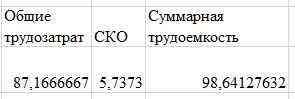 Общие Суммарная
трудозатрат СКО трудоемкость
87,1666667 5,7373 98,64127632